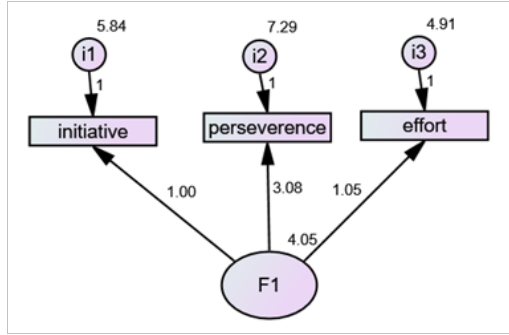 5.84
7.29
4.91
i1
i2
i3
1
1
1
initiative
perseverence
effort
1.00
3.08
1.05
4.05
F1